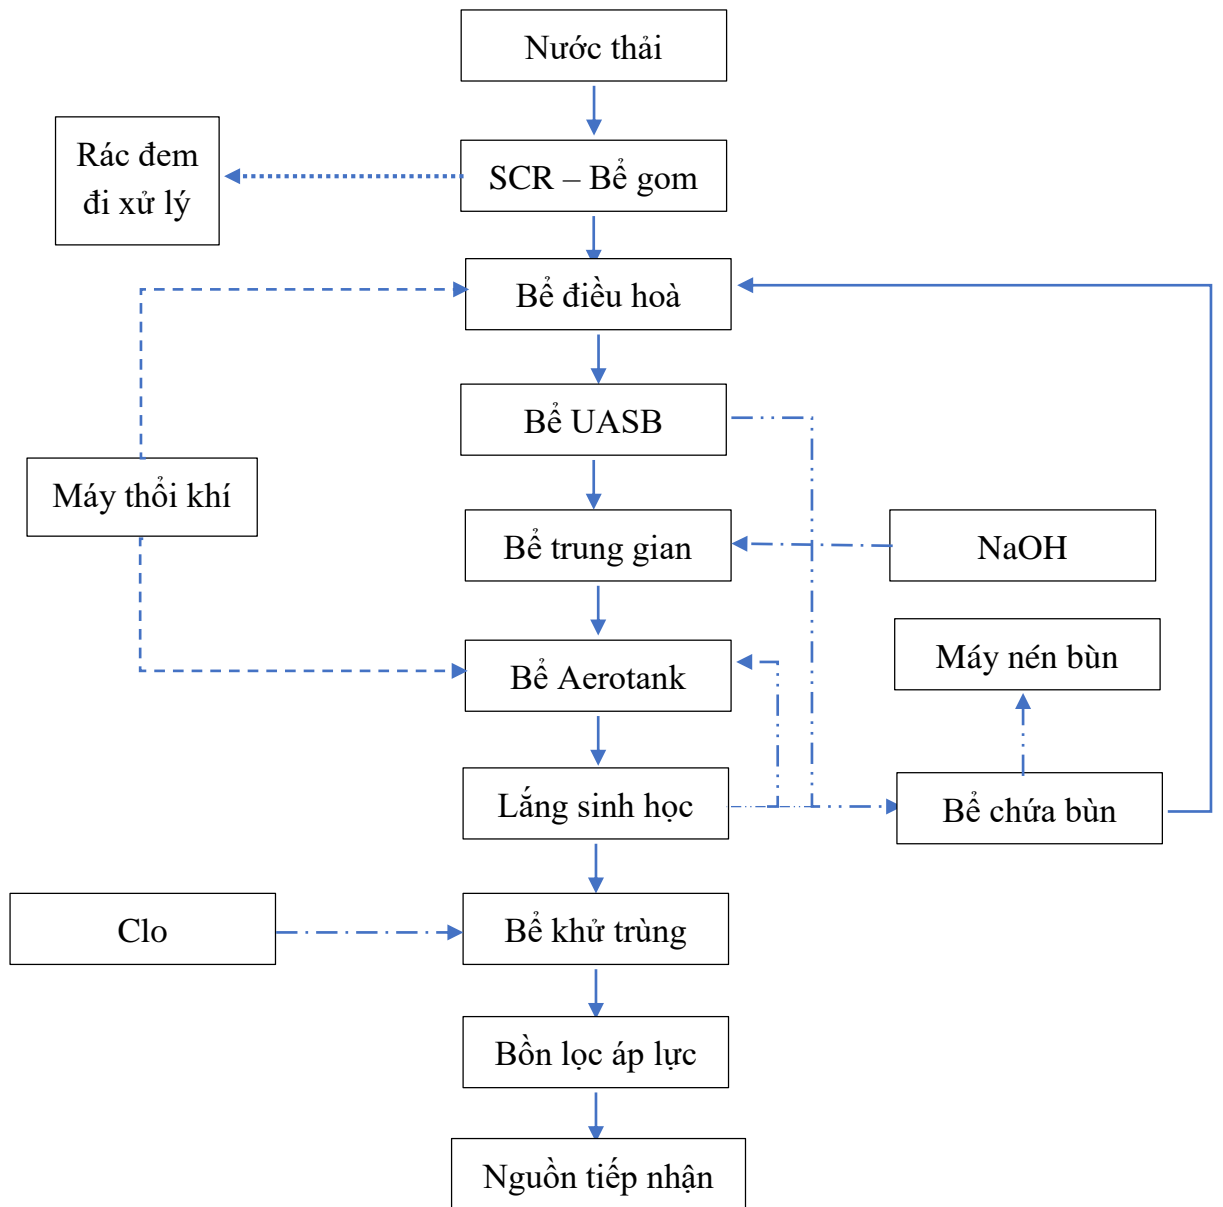 Nước thải
Rác đem
đi xử lý
SCR – Bể gom
Bể điều hoà
Bể UASB
Máy thổi khí
Bể trung gian
NaOH
Máy nén bùn
Bể Aerotank
Lắng sinh học
Bể chứa bùn
Clo
Bể khử trùng
Bồn lọc áp lực
Nguồn tiếp nhận